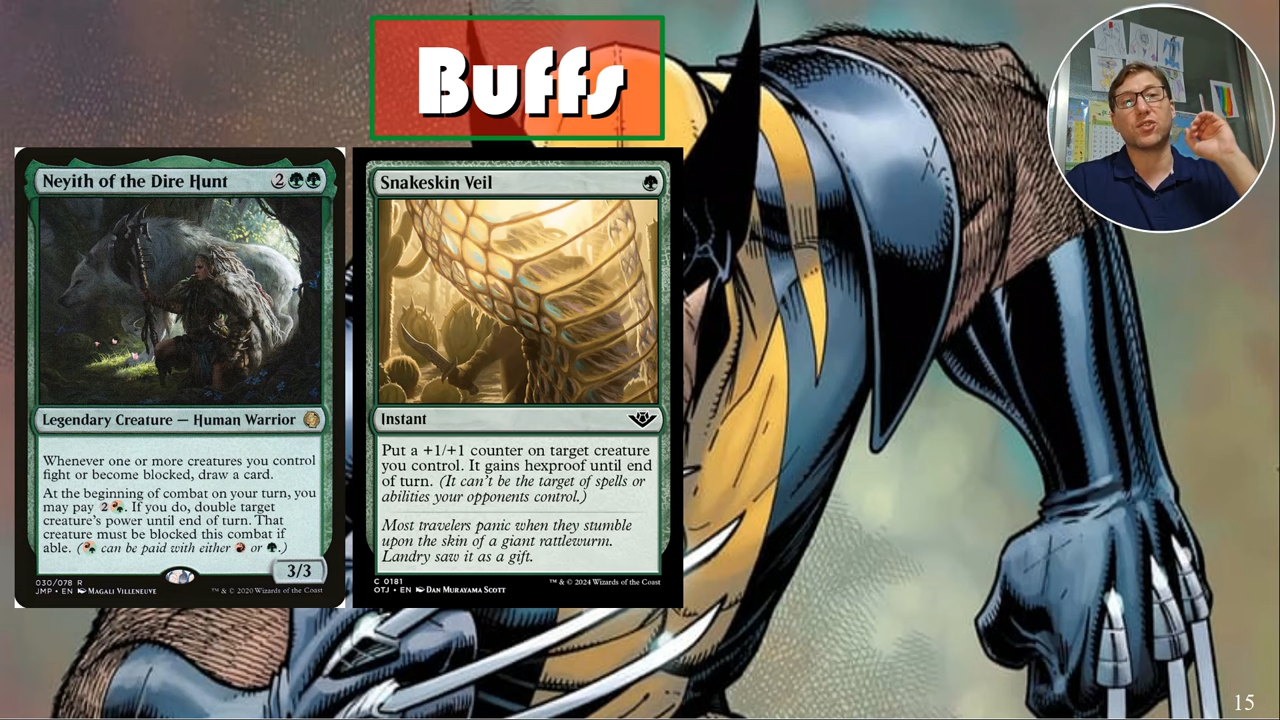 Buffs
Neyith of the Dire Hunt 2
Legendary Creature — Human Warrior
Whenever one or more creatures you control
fight or become blocked, draw a card.
At the beginning of combat on your turn, you
may pay 2 . If you do, double target
creature's power until end of turn. That
creature must be blocked this combat if
able. ( can be paid with either or .)
3/3
030/078 R
JMP • EN MAGALI VILLENEUVE
™ & © 2020 Wizards of the Coast
Snakeskin Veil
Instant
Put a +1/+1 counter on target creature
you control. It gains hexproof until end
of turn. (It can't be the target of spells or
abilities your opponents control.)
Most travelers panic when they stumble
upon the skin of a giant rattlewurm.
Landry saw it as a gift.
C 0181
OTJ • EN DAN MURAYAMA SCOTT
™ & © 2024 Wizards of the Coast
15